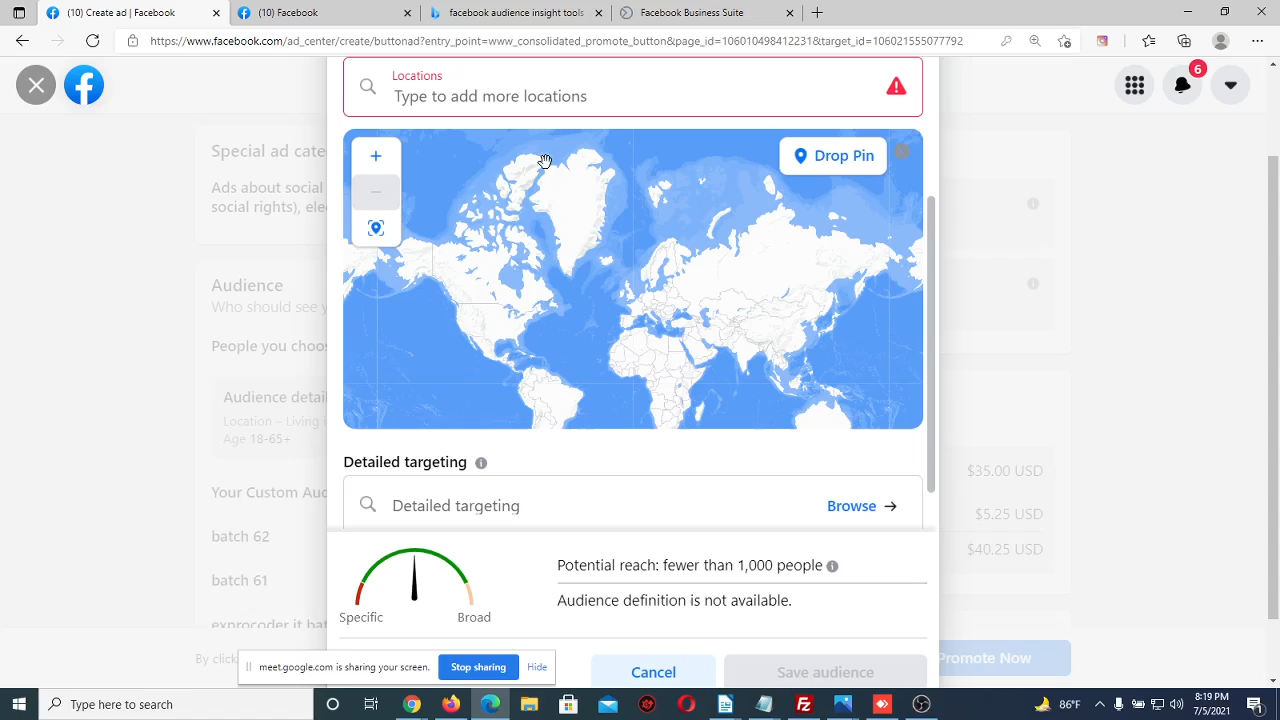 (10) Create ad | Facebook
(10) Facebook
facebook audience insight tools
Facebook Business Suite
https://www.facebook.com/ad_center/create/buttonad?entry_point=www_consolidated_promote_button&page_id=106010498412231&target_id=106021555077792
6
Locations
Type to add more locations
Drop Pin
Special ad cate
Ads about social
social rights), ele
Audience
Who should see y
People you choos
Audience detail
Location – Living i
Age 18-65+
Your Custom Aud
batch 62
batch 61
exprocoder it bat
Detailed targeting
Detailed targeting
Browse →
$35.00 USD
$5.25 USD
$40.25 USD
Specific
Broad
Potential reach: fewer than 1,000 people
Audience definition is not available.
By click
Promote Now
meet.google.com is sharing your screen.
Stop sharing
Hide
Cancel
Save audience
Type here to search
86°F
8:19 PM
7/5/2021